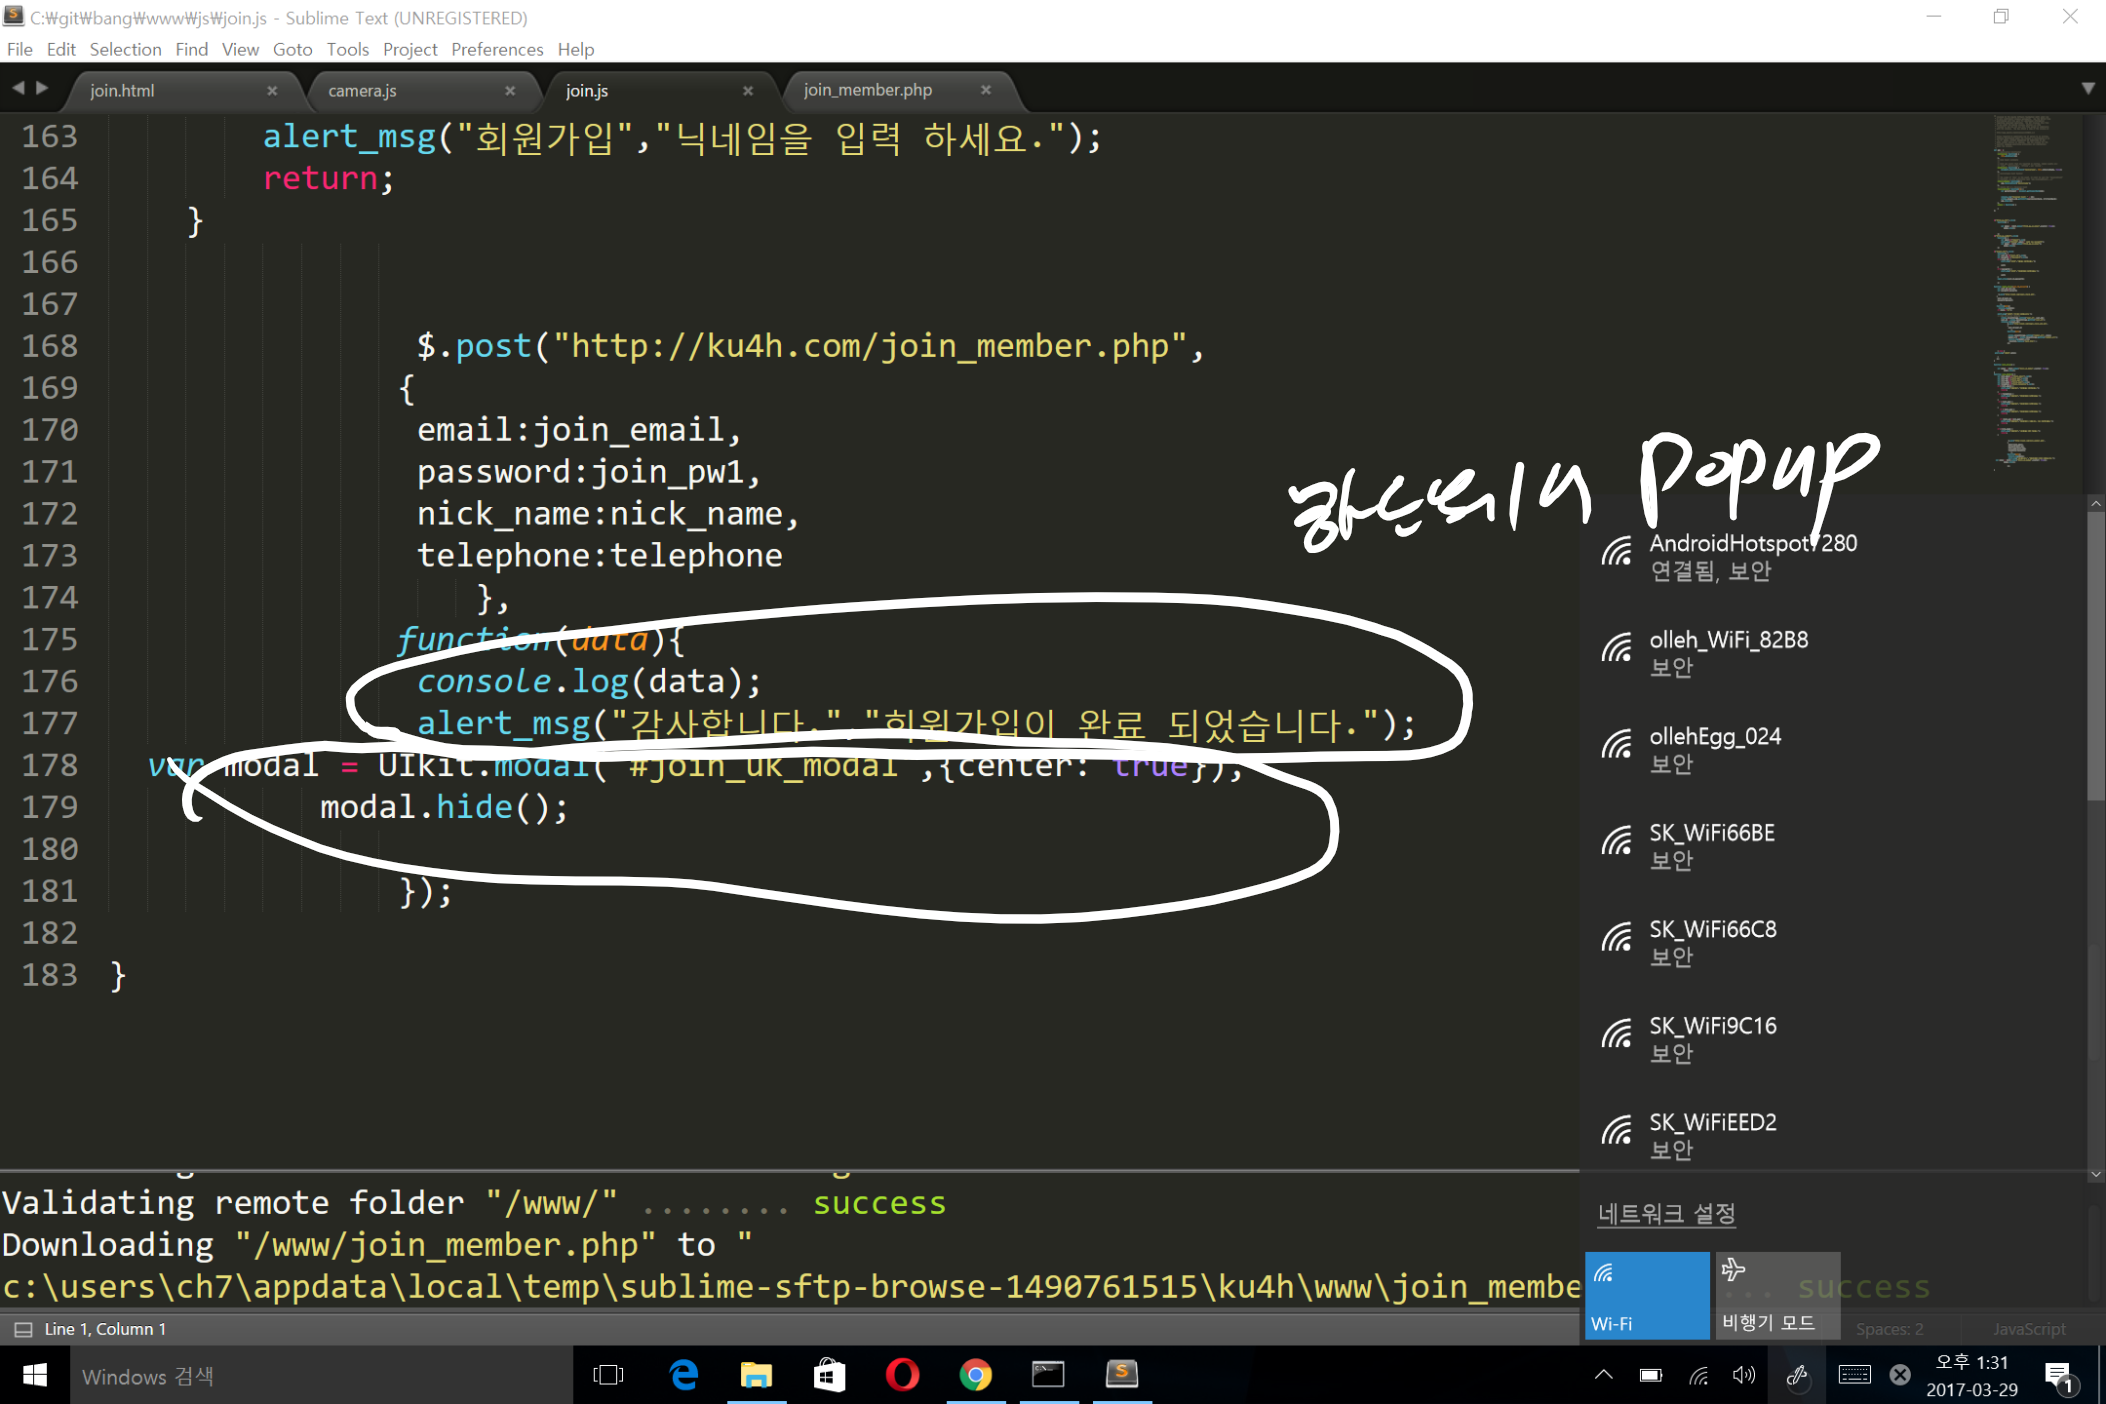 C:₩git₩bang₩www₩js₩join.js - Sublime Text (UNREGISTERED)
File Edit Selection Find View Goto Tools Project Preferences Help
join.html × camera.js × join.js × join_member.php ×
163 alert_msg("회원가입","닉네임을 입력 하세요.");
164 return;
165 }
166
167
168 $.post("http://ku4h.com/join_member.php",
169 {
170 email:join_email,
171 password:join_pw1,
172 nick_name:nick_name,
173 telephone:telephone
174 },
175 function(data){
176 console.log(data);
177 alert_msg("감사합니다.","회원가입이 완료 되었습니다.");
178 var modal = UIkit.modal("#join_uk_modal",{center: true});
179 modal.hide();
180
181 });
182
183 }
Popup
AndroidHotspot7280
연결됨, 보안
olleh_WiFi_82B8
보안
ollehEgg_024
보안
SK_WiFi66BE
보안
SK_WiFi66C8
보안
SK_WiFi9C16
보안
SK_WiFiEED2
보안
네트워크 설정
Wi-Fi
비행기 모드
Validating remote folder "/www/" ........ success
Downloading "/www/join_member.php" to "
c:\users\ch7\appdata\local\temp\sublime-sftp-browse-1490761515\ku4h\www\join_membe ... success
Line 1, Column 1 Spaces: 2 JavaScript
Windows 검색
오후 1:31
2017-03-29
1